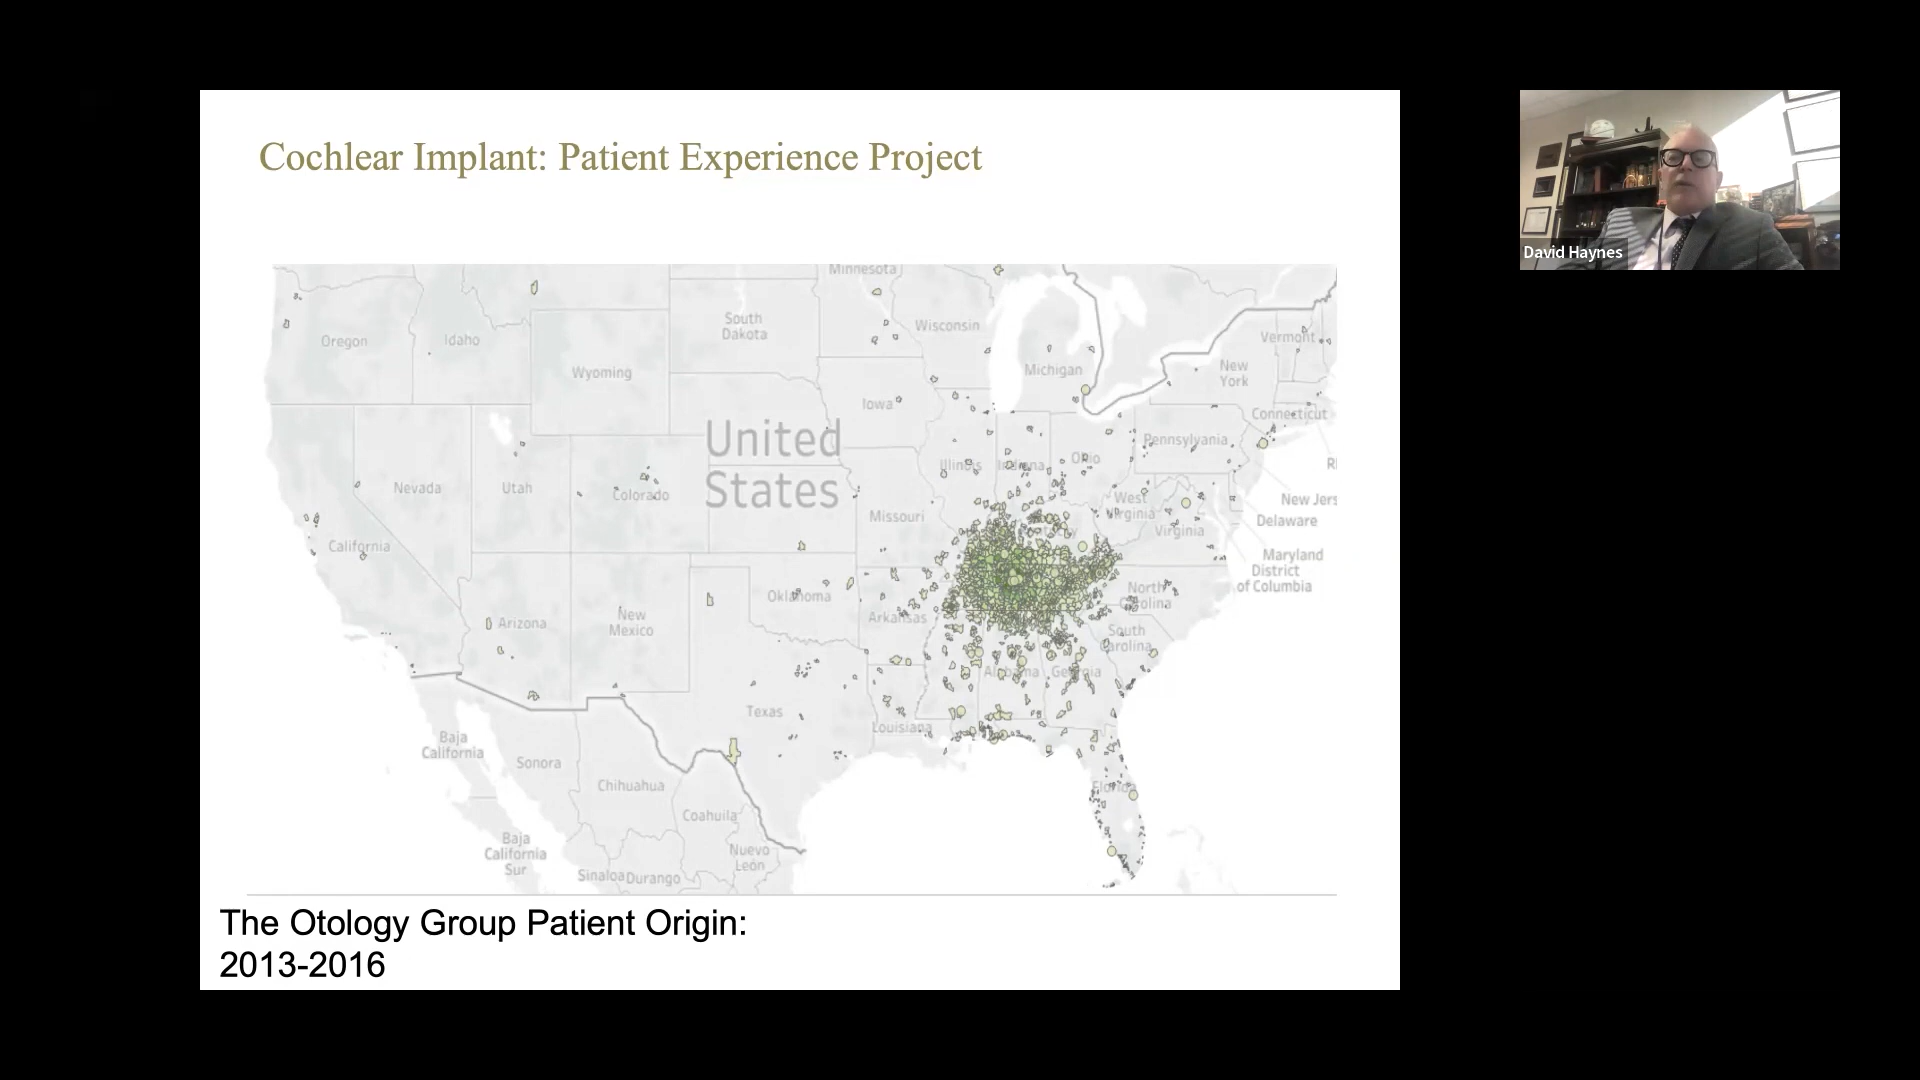 Cochlear Implant: Patient Experience Project
David Haynes
Minnesota
South
Dakota
Wisconsin
Vermont
Oregon
Idaho
Wyoming
Michigan
New
York
Iowa
Connecticut
United
States
Pennsylvania
Illinois
Indiana
Ohio
RI
Nevada
Utah
Colorado
West
Virginia
New Jers
Missouri
Delaware
Virginia
California
Maryland
District
of Columbia
Oklahoma
North
Carolina
Arizona
New
Mexico
Arkansas
South
Carolina
Alabama
Georgia
Texas
Louisiana
Baja
California
Sonora
Chihuahua
Florida
Coahuila
Baja
California
Sur
Nuevo
León
Sinaloa
Durango
The Otology Group Patient Origin:
2013-2016